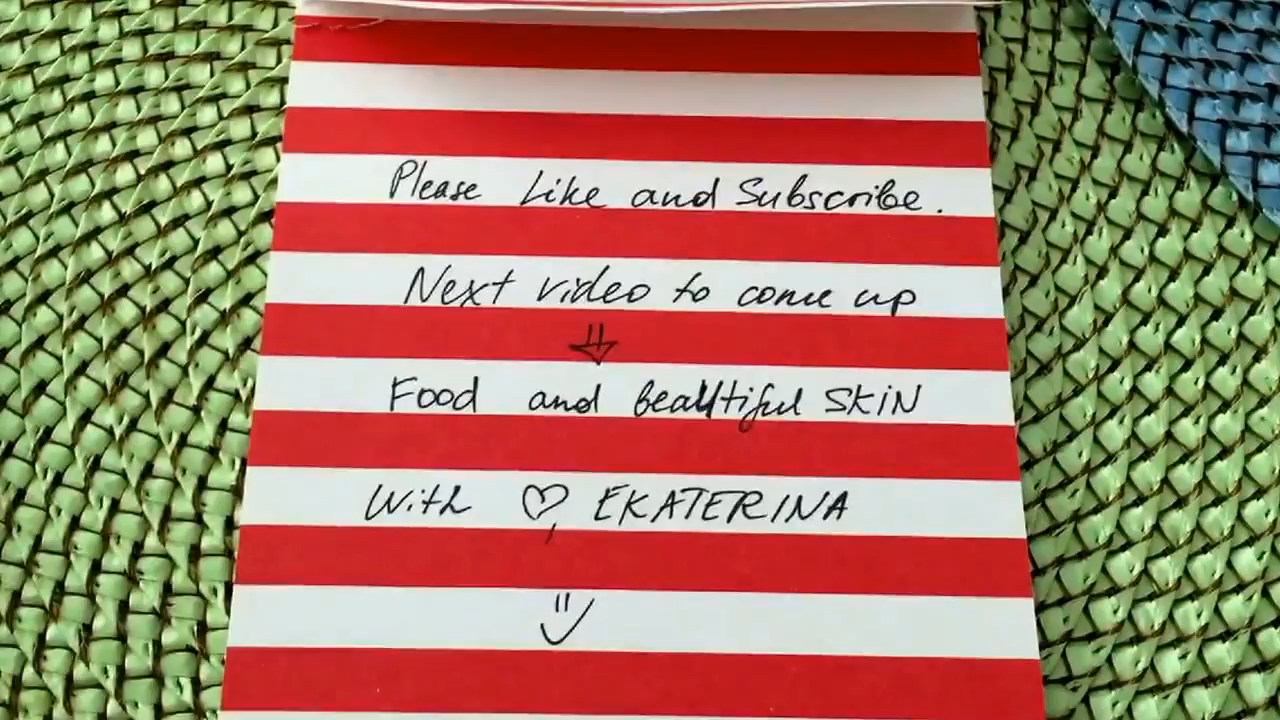 Please Like and Subscribe.
Next video to come up
⇓
Food and beautiful SKiN
With ♡, EKATERINA